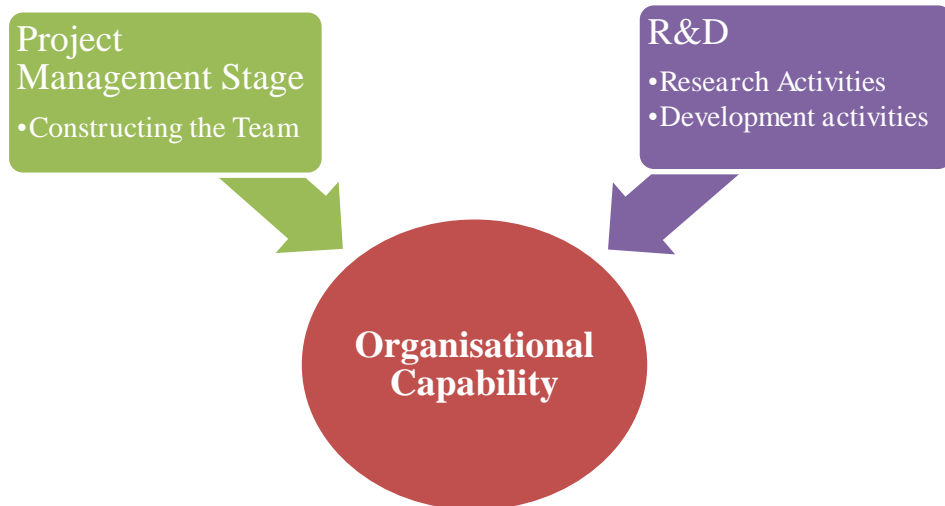 Project
Management Stage
•Constructing the Team
R&D
•Research Activities
•Development activities
Organisational
Capability